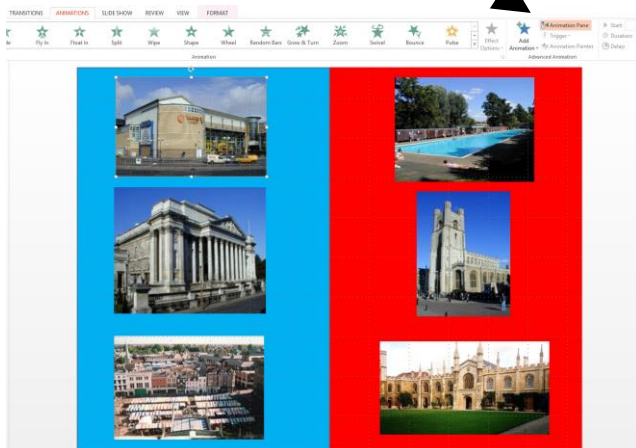 TRANSITIONS ANIMATIONS SLIDE SHOW REVIEW VIEW FORMAT
Fly In Float In Split Wipe Shape Wheel Random Bars Grow & Turn Zoom Swivel Bounce Pulse
Effect Options
Add Animation
Animation Pane
Trigger
Animation Painter
Start
Duration
Delay
Animation
Advanced Animation